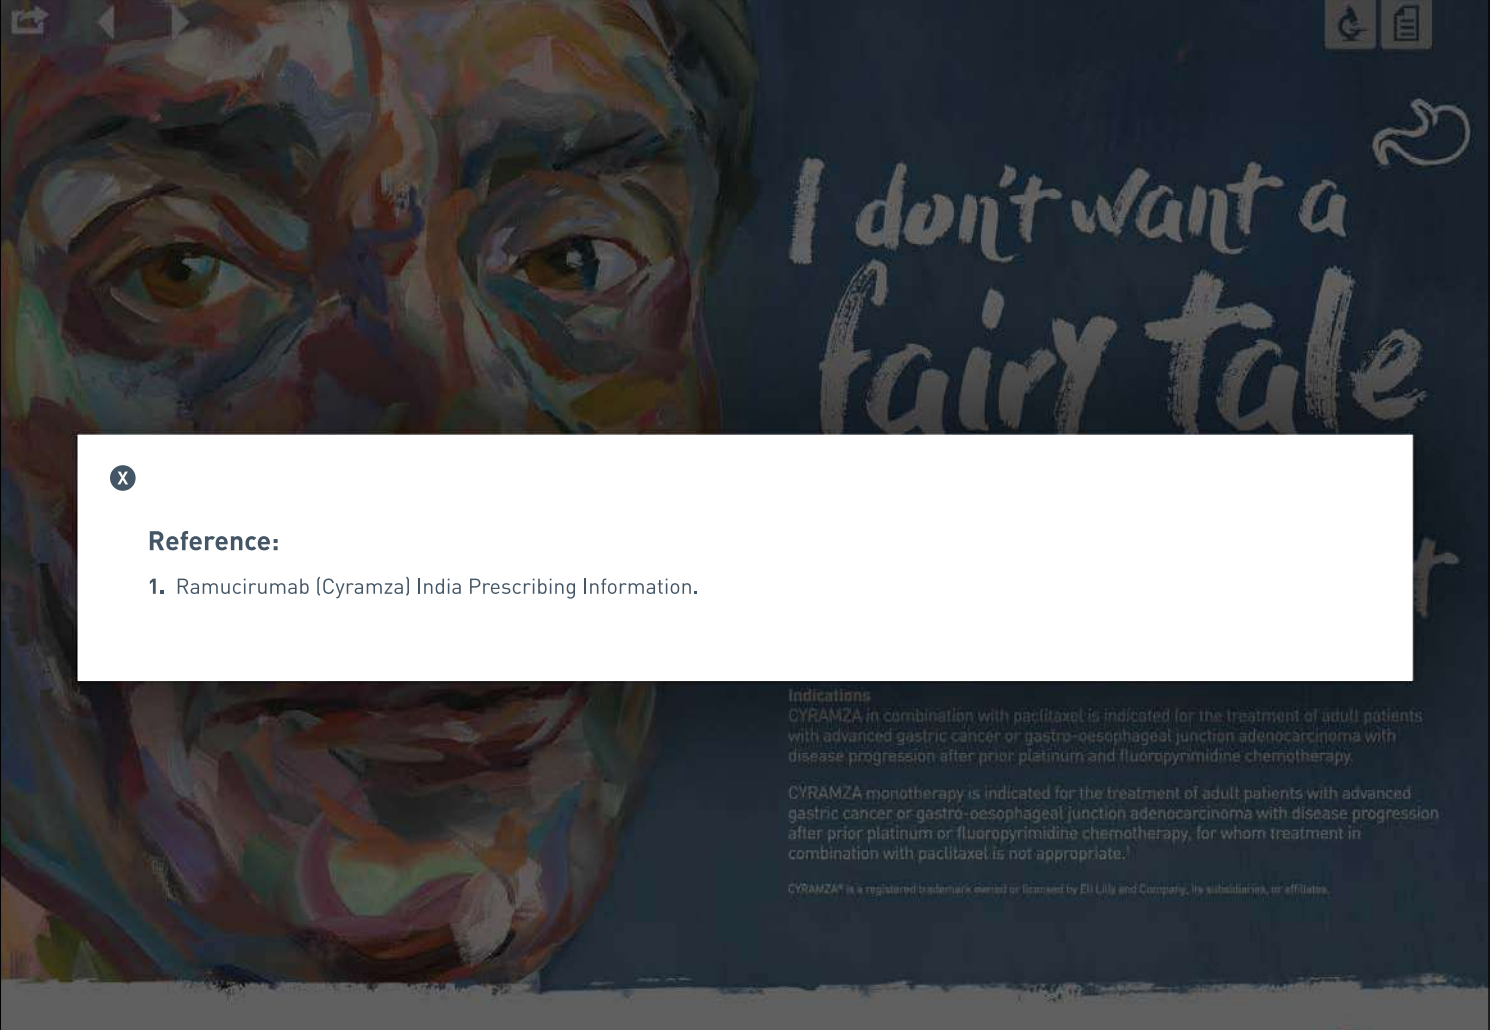 I don't want a
fairy tale
X
Reference:
1. Ramucirumab (Cyramza) India Prescribing Information.
Indications
CYRAMZA in combination with paclitaxel is indicated for the treatment of adult patients
with advanced gastric cancer or gastro-oesophageal junction adenocarcinoma with
disease progression after prior platinum and fluoropyrimidine chemotherapy.
CYRAMZA monotherapy is indicated for the treatment of adult patients with advanced
gastric cancer or gastro-oesophageal junction adenocarcinoma with disease progression
after prior platinum or fluoropyrimidine chemotherapy, for whom treatment in
combination with paclitaxel is not appropriate.¹
CYRAMZA® is a registered trademark owned or licensed by Eli Lilly and Company, its subsidiaries, or affiliates.